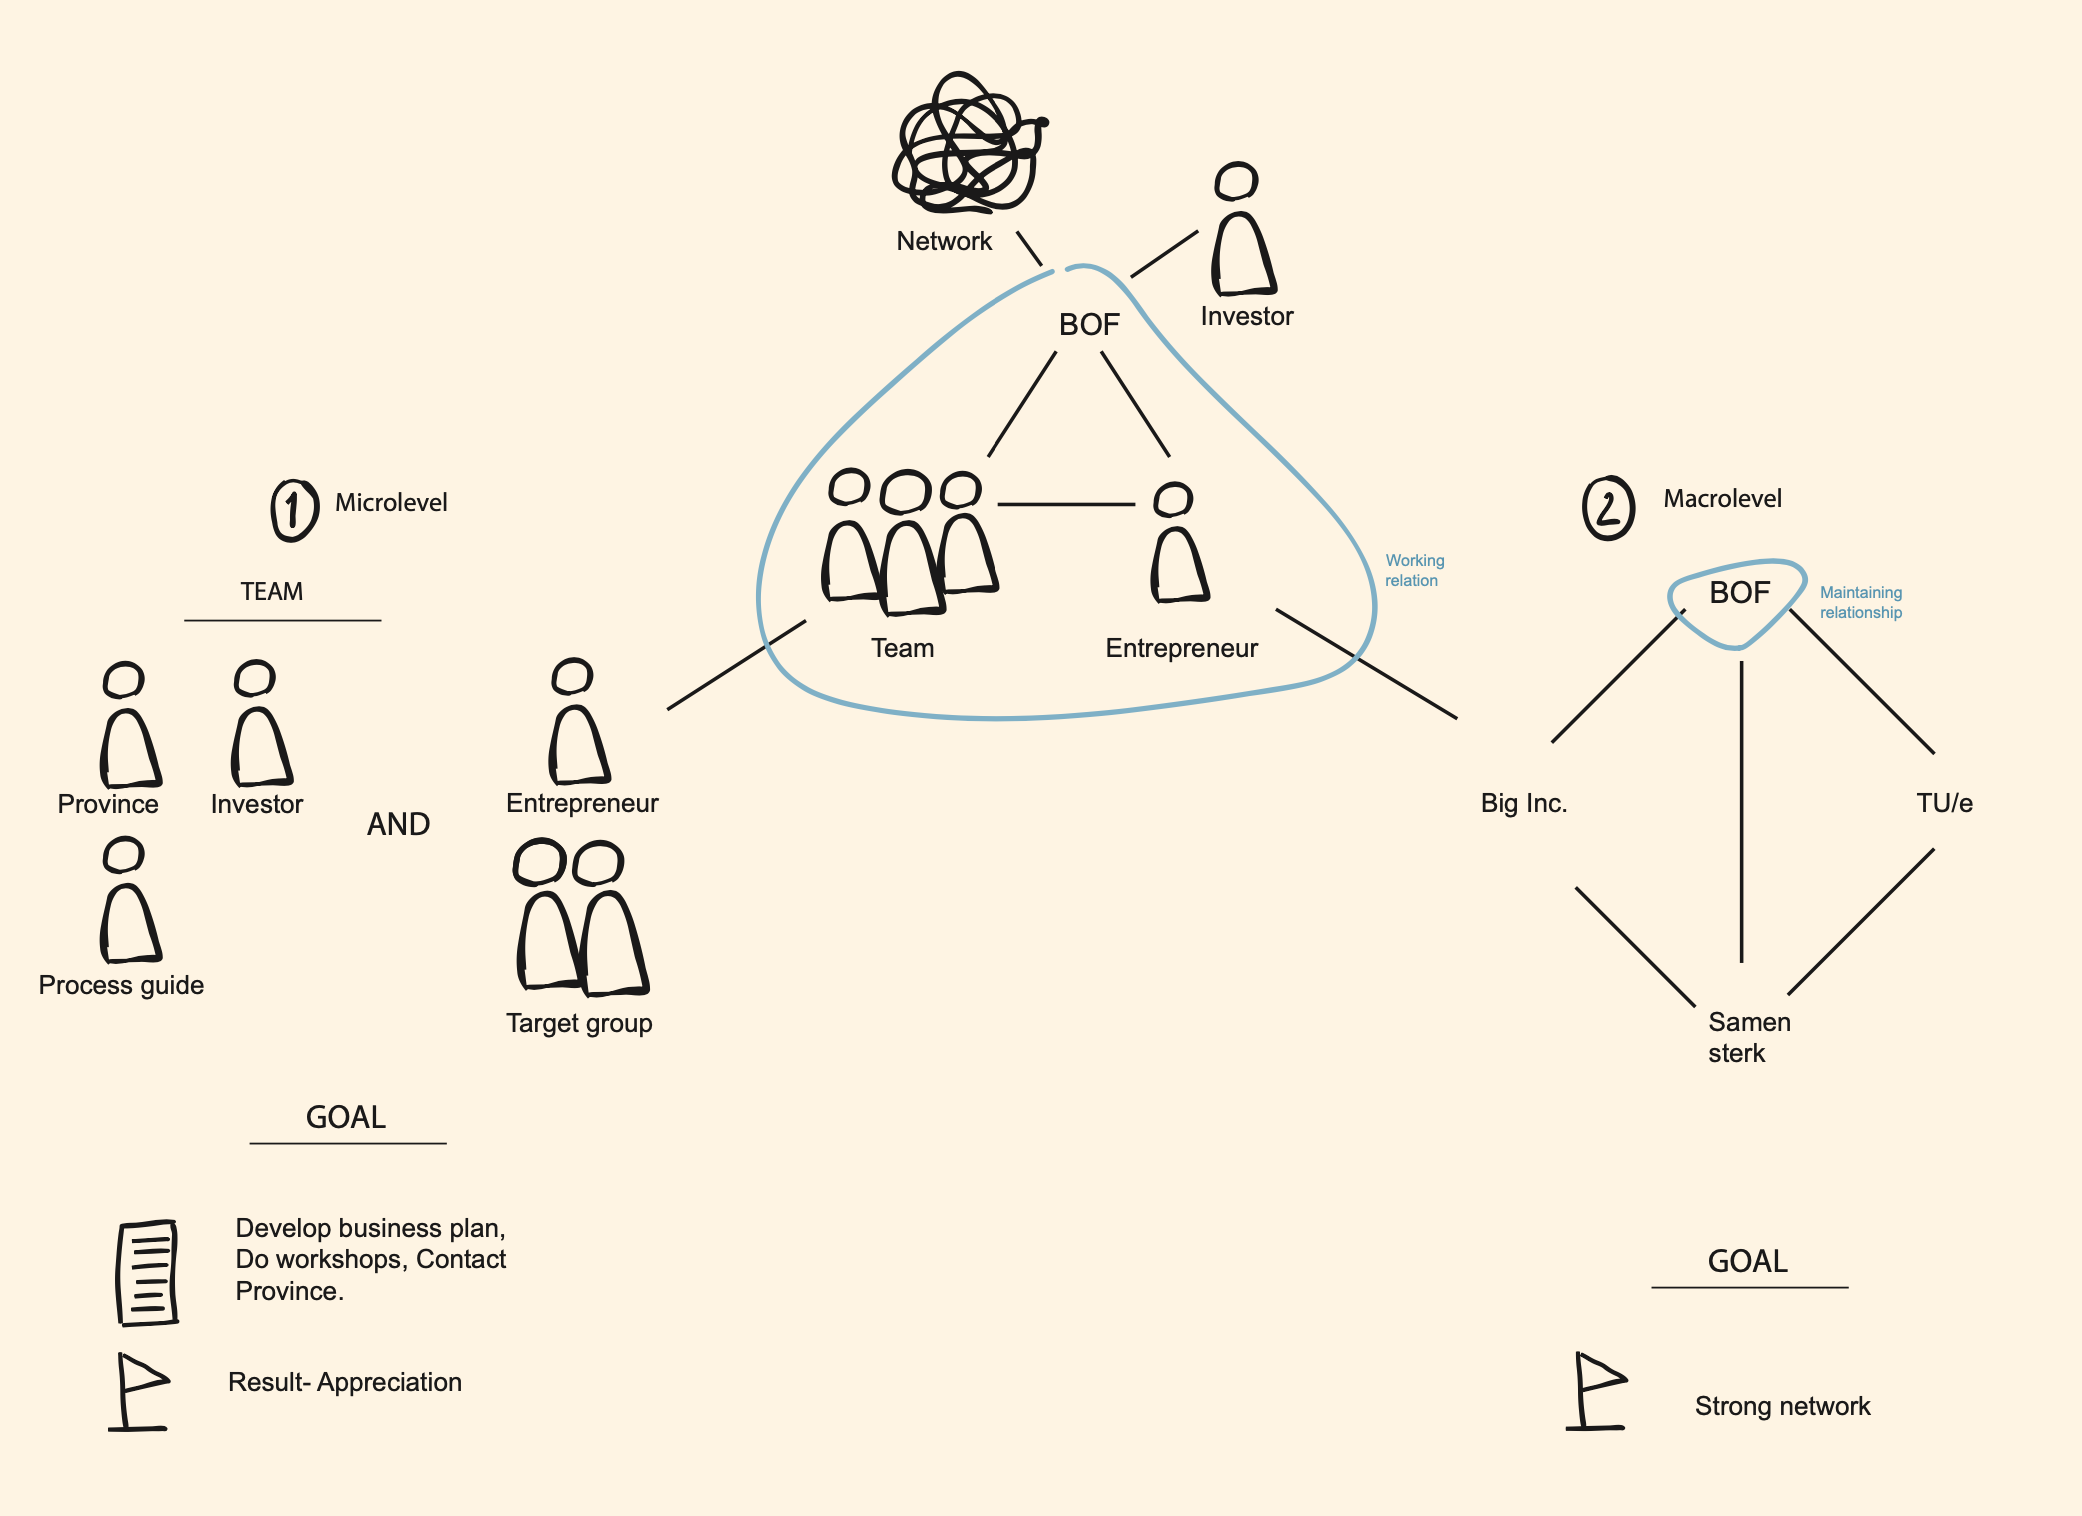 Network
Investor
BOF
Team
Entrepreneur
Working
relation
1 Microlevel
TEAM
Province
Investor
AND
Entrepreneur
Process guide
Target group
GOAL
Develop business plan,
Do workshops, Contact
Province.
Result- Appreciation
2 Macrolevel
BOF
Maintaining
relationship
Big Inc.
TU/e
Samen
sterk
GOAL
Strong network